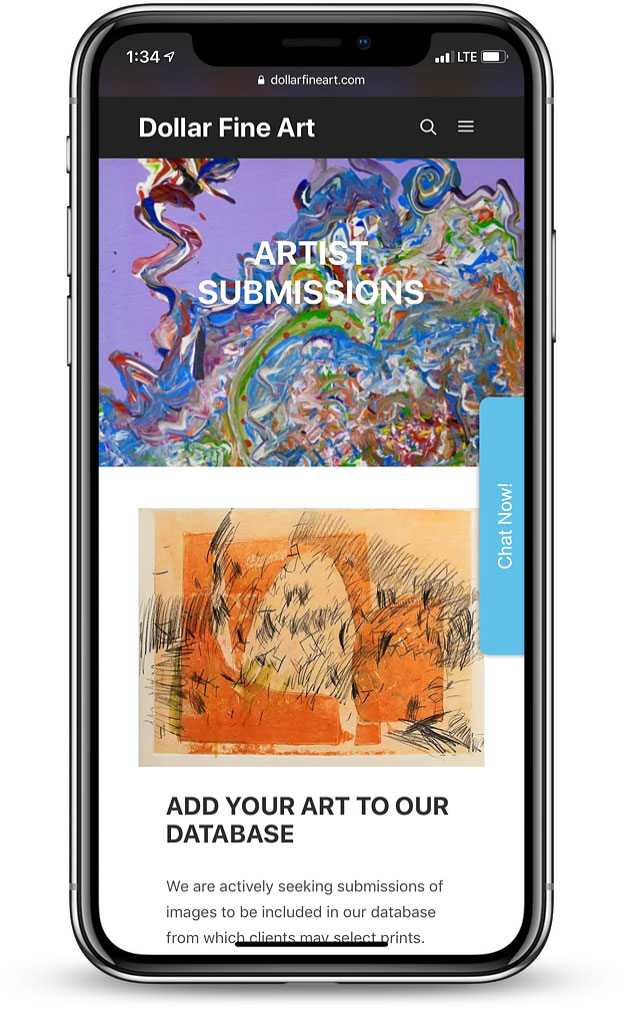 1:34 LTE
dollarfineart.com
Dollar Fine Art
ARTIST
SUBMISSIONS
Chat Now!
ADD YOUR ART TO OUR
DATABASE
We are actively seeking submissions of
images to be included in our database
from which clients may select prints.